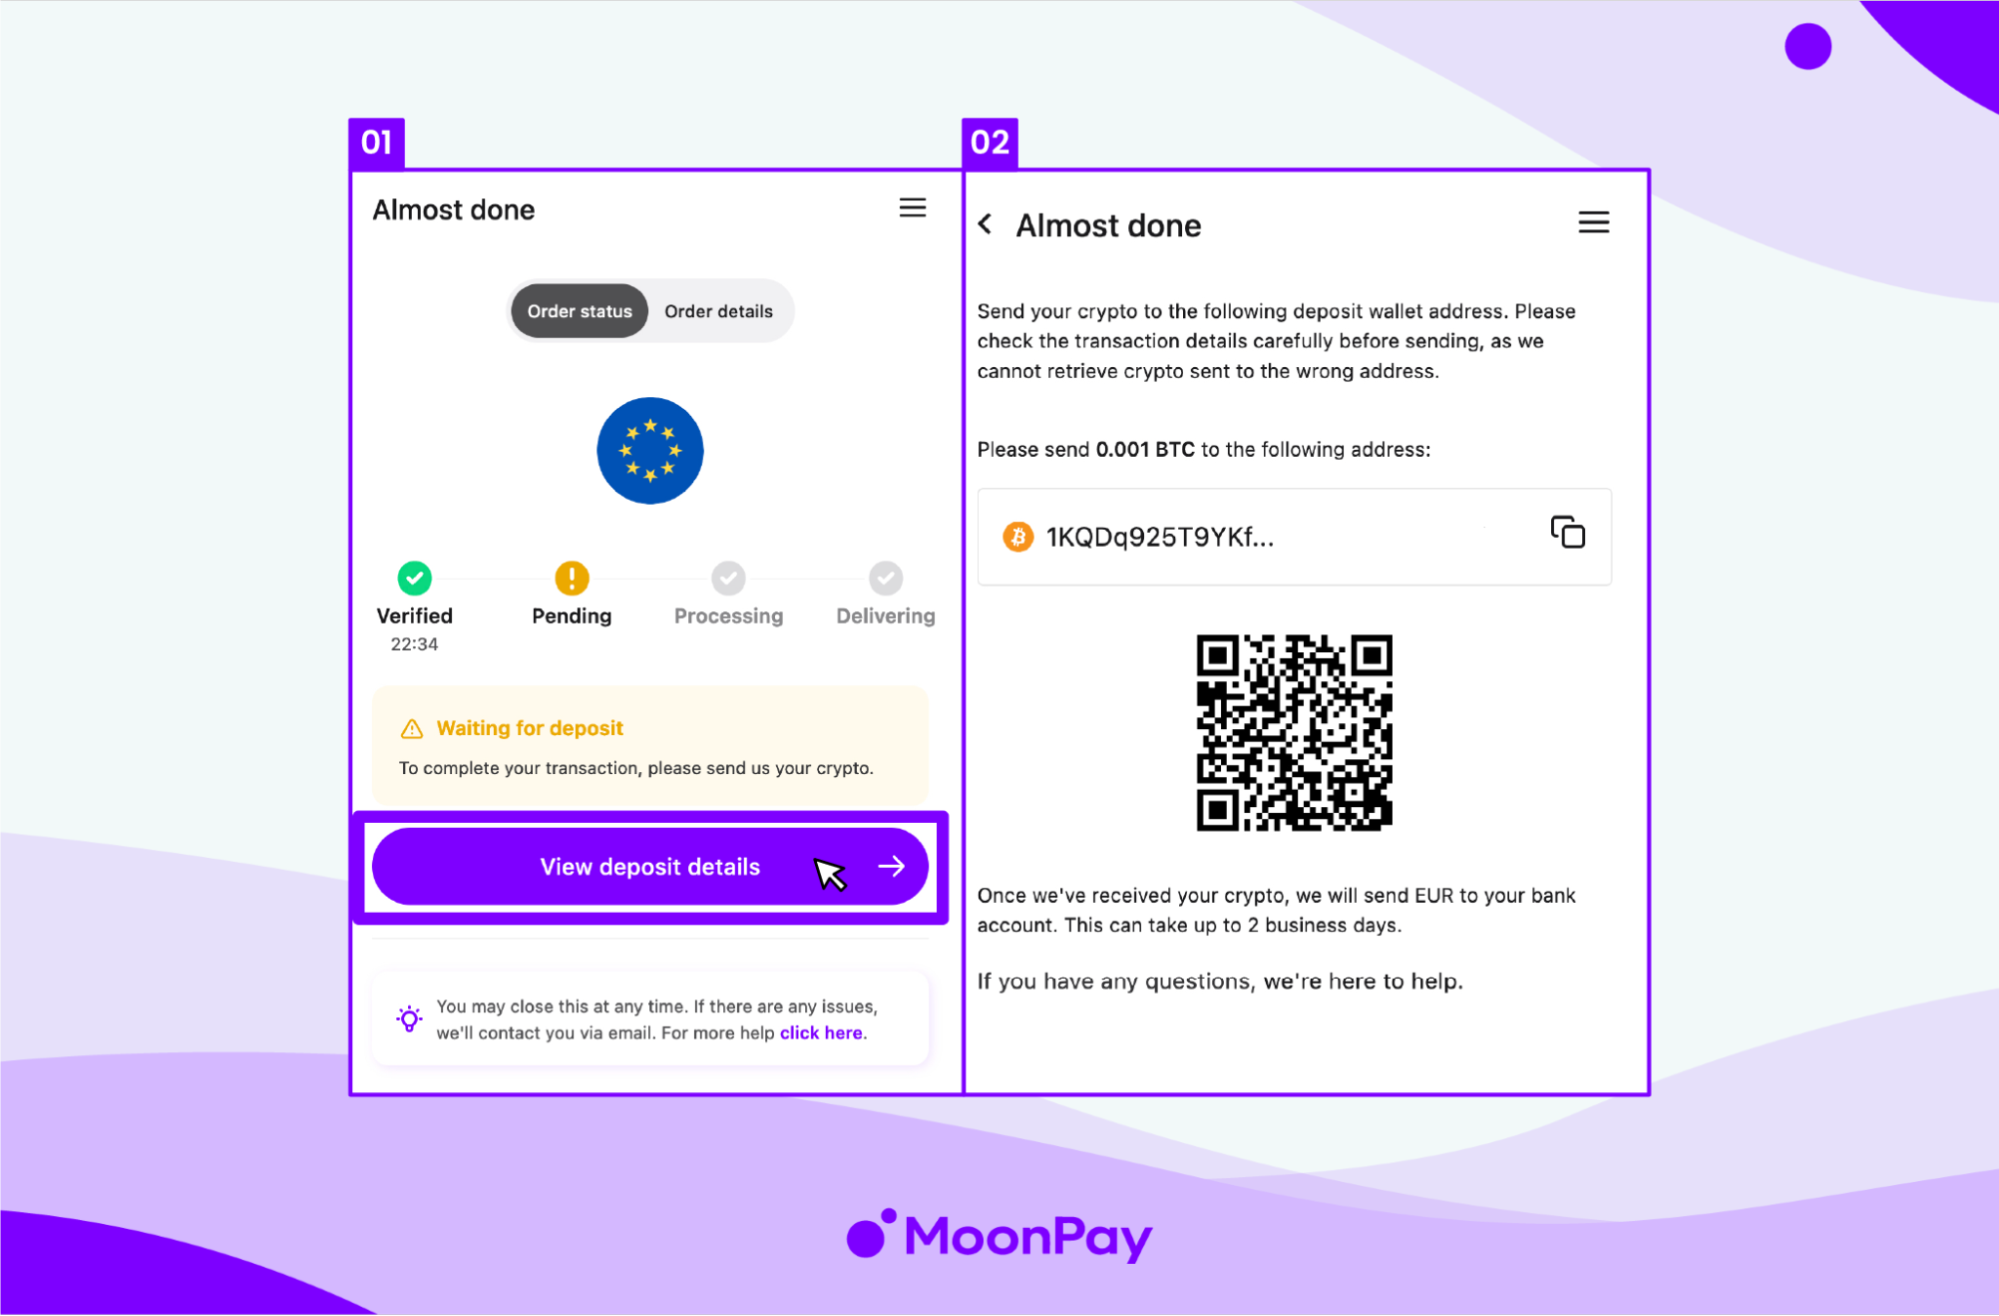 01
Almost done
Order status
Order details
Verified
Pending
Processing
Delivering
22:34
Waiting for deposit
To complete your transaction, please send us your crypto.
View deposit details
You may close this at any time. If there are any issues,
we'll contact you via email. For more help click here.
02
Almost done
Send your crypto to the following deposit wallet address. Please
check the transaction details carefully before sending, as we
cannot retrieve crypto sent to the wrong address.
Please send 0.001 BTC to the following address:
1KQDq925T9YKf...
Once we've received your crypto, we will send EUR to your bank
account. This can take up to 2 business days.
If you have any questions, we're here to help.
MoonPay